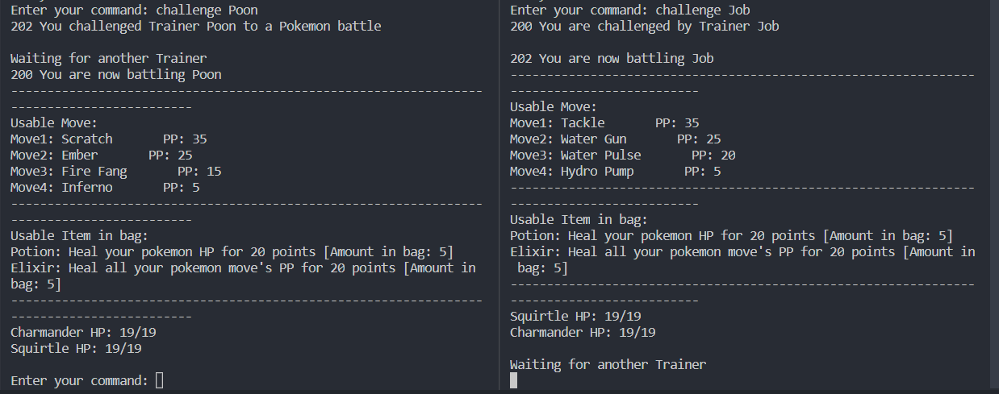 Enter your command: challenge Poon
202 You challenged Trainer Poon to a Pokemon battle

Waiting for another Trainer
200 You are now battling Poon
-----------------------------------------------------------------
-------------------------
Usable Move:
Move1: Scratch       PP: 35
Move2: Ember       PP: 25
Move3: Fire Fang       PP: 15
Move4: Inferno       PP: 5
-----------------------------------------------------------------
-------------------------
Usable Item in bag:
Potion: Heal your pokemon HP for 20 points [Amount in bag: 5]
Elixir: Heal all your pokemon move's PP for 20 points [Amount in
bag: 5]
-----------------------------------------------------------------
-------------------------
Charmander HP: 19/19
Squirtle HP: 19/19

Enter your command:
Enter your command: challenge Job
200 You are challenged by Trainer Job

202 You are now battling Job
----------------------------------------------------------------
--------------------------
Usable Move:
Move1: Tackle       PP: 35
Move2: Water Gun       PP: 25
Move3: Water Pulse       PP: 20
Move4: Hydro Pump       PP: 5
----------------------------------------------------------------
--------------------------
Usable Item in bag:
Potion: Heal your pokemon HP for 20 points [Amount in bag: 5]
Elixir: Heal all your pokemon move's PP for 20 points [Amount in
 bag: 5]
----------------------------------------------------------------
--------------------------
Squirtle HP: 19/19
Charmander HP: 19/19

Waiting for another Trainer